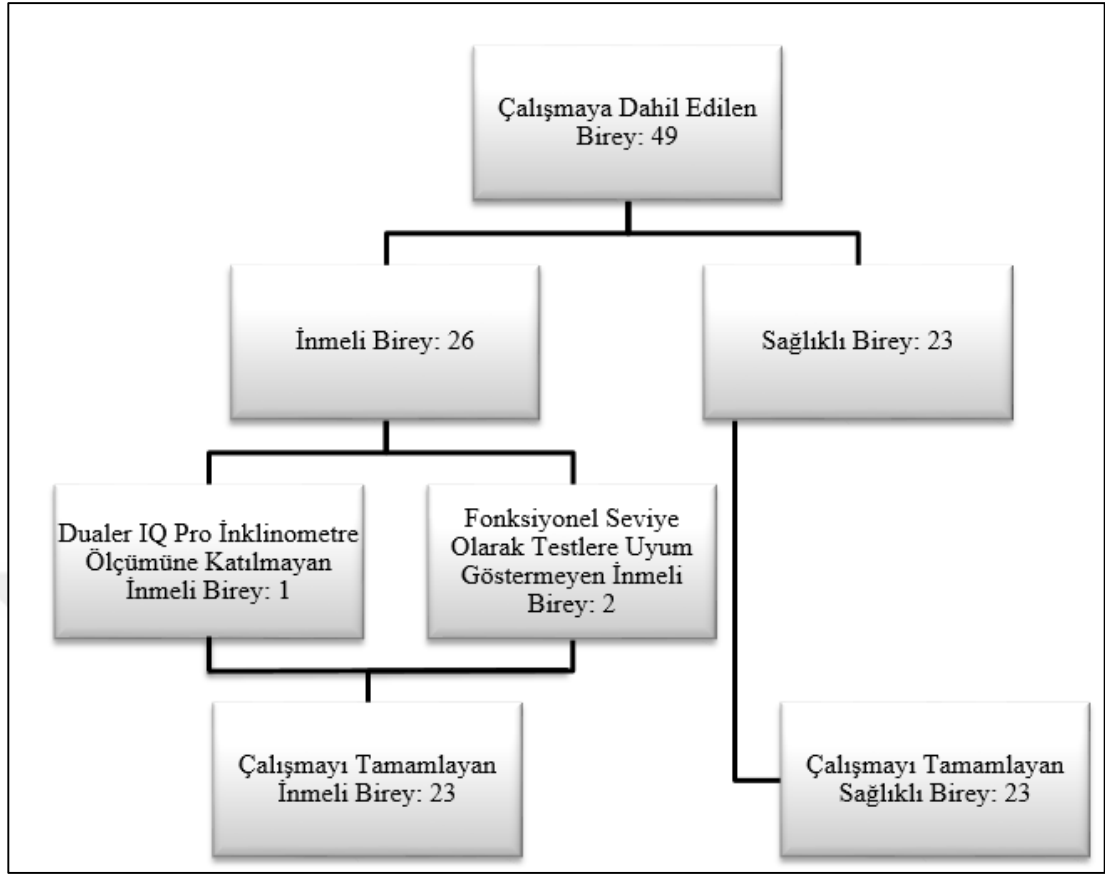 Çalışmaya Dahil Edilen
Birey: 49
İnmeli Birey: 26
Sağlıklı Birey: 23
Dualer IQ Pro İnklinometre
Ölçümüne Katılmayan
İnmeli Birey: 1
Fonksiyonel Seviye
Olarak Testlere Uyum
Göstermeyen İnmeli
Birey: 2
Çalışmayı Tamamlayan
İnmeli Birey: 23
Çalışmayı Tamamlayan
Sağlıklı Birey: 23